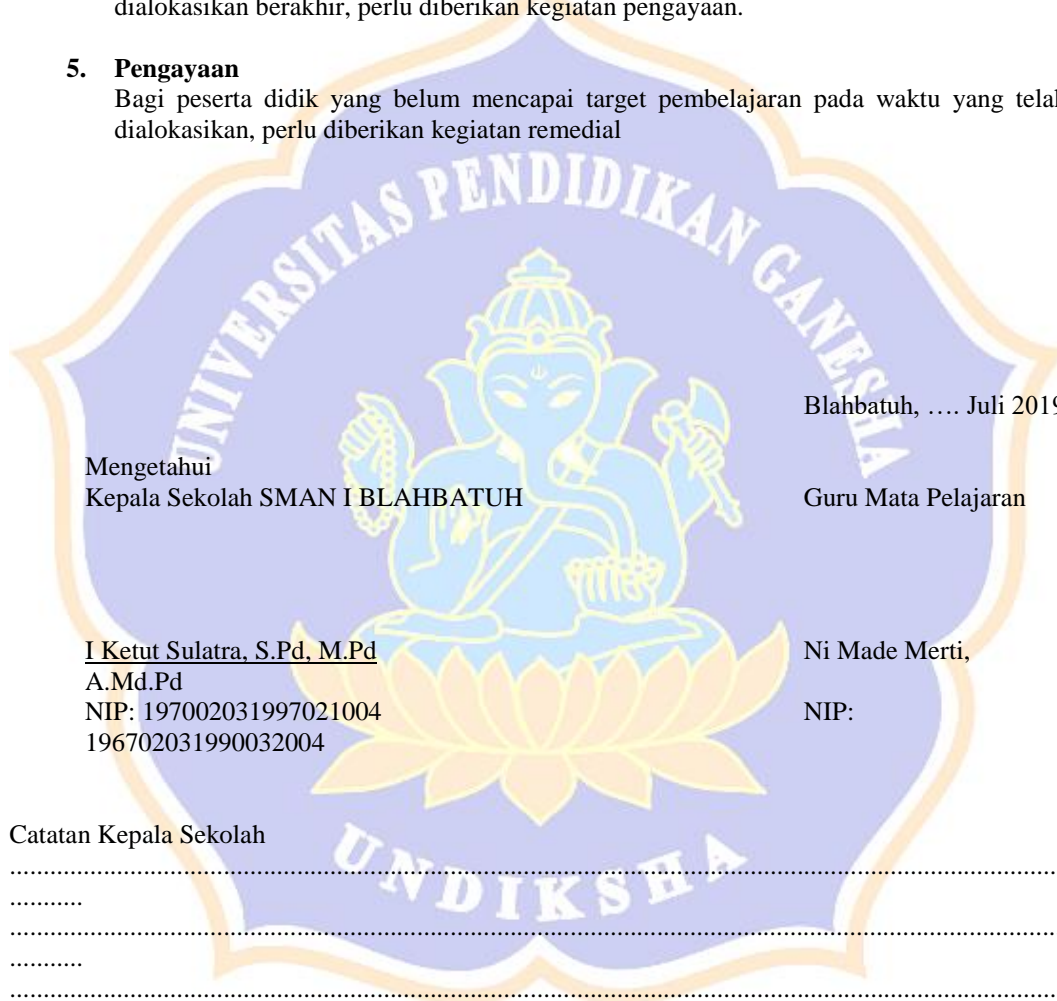 dialokasikan berakhir, perlu diberikan kegiatan pengayaan.
5. Pengayaan
Bagi peserta didik yang belum mencapai target pembelajaran pada waktu yang telah
dialokasikan, perlu diberikan kegiatan remedial
UNIVERSITAS PENDIDIKAN GANESHA
Blahbatuh, …. Juli 2019
Mengetahui
Kepala Sekolah SMAN I BLAHBATUH Guru Mata Pelajaran
I Ketut Sulatra, S.Pd, M.Pd Ni Made Merti,
A.Md.Pd
NIP: 197002031997021004 NIP:
196702031990032004
Catatan Kepala Sekolah
............................................................................................................................................................
...........
............................................................................................................................................................
...........
............................................................................................................................................................
UNDIKSHA